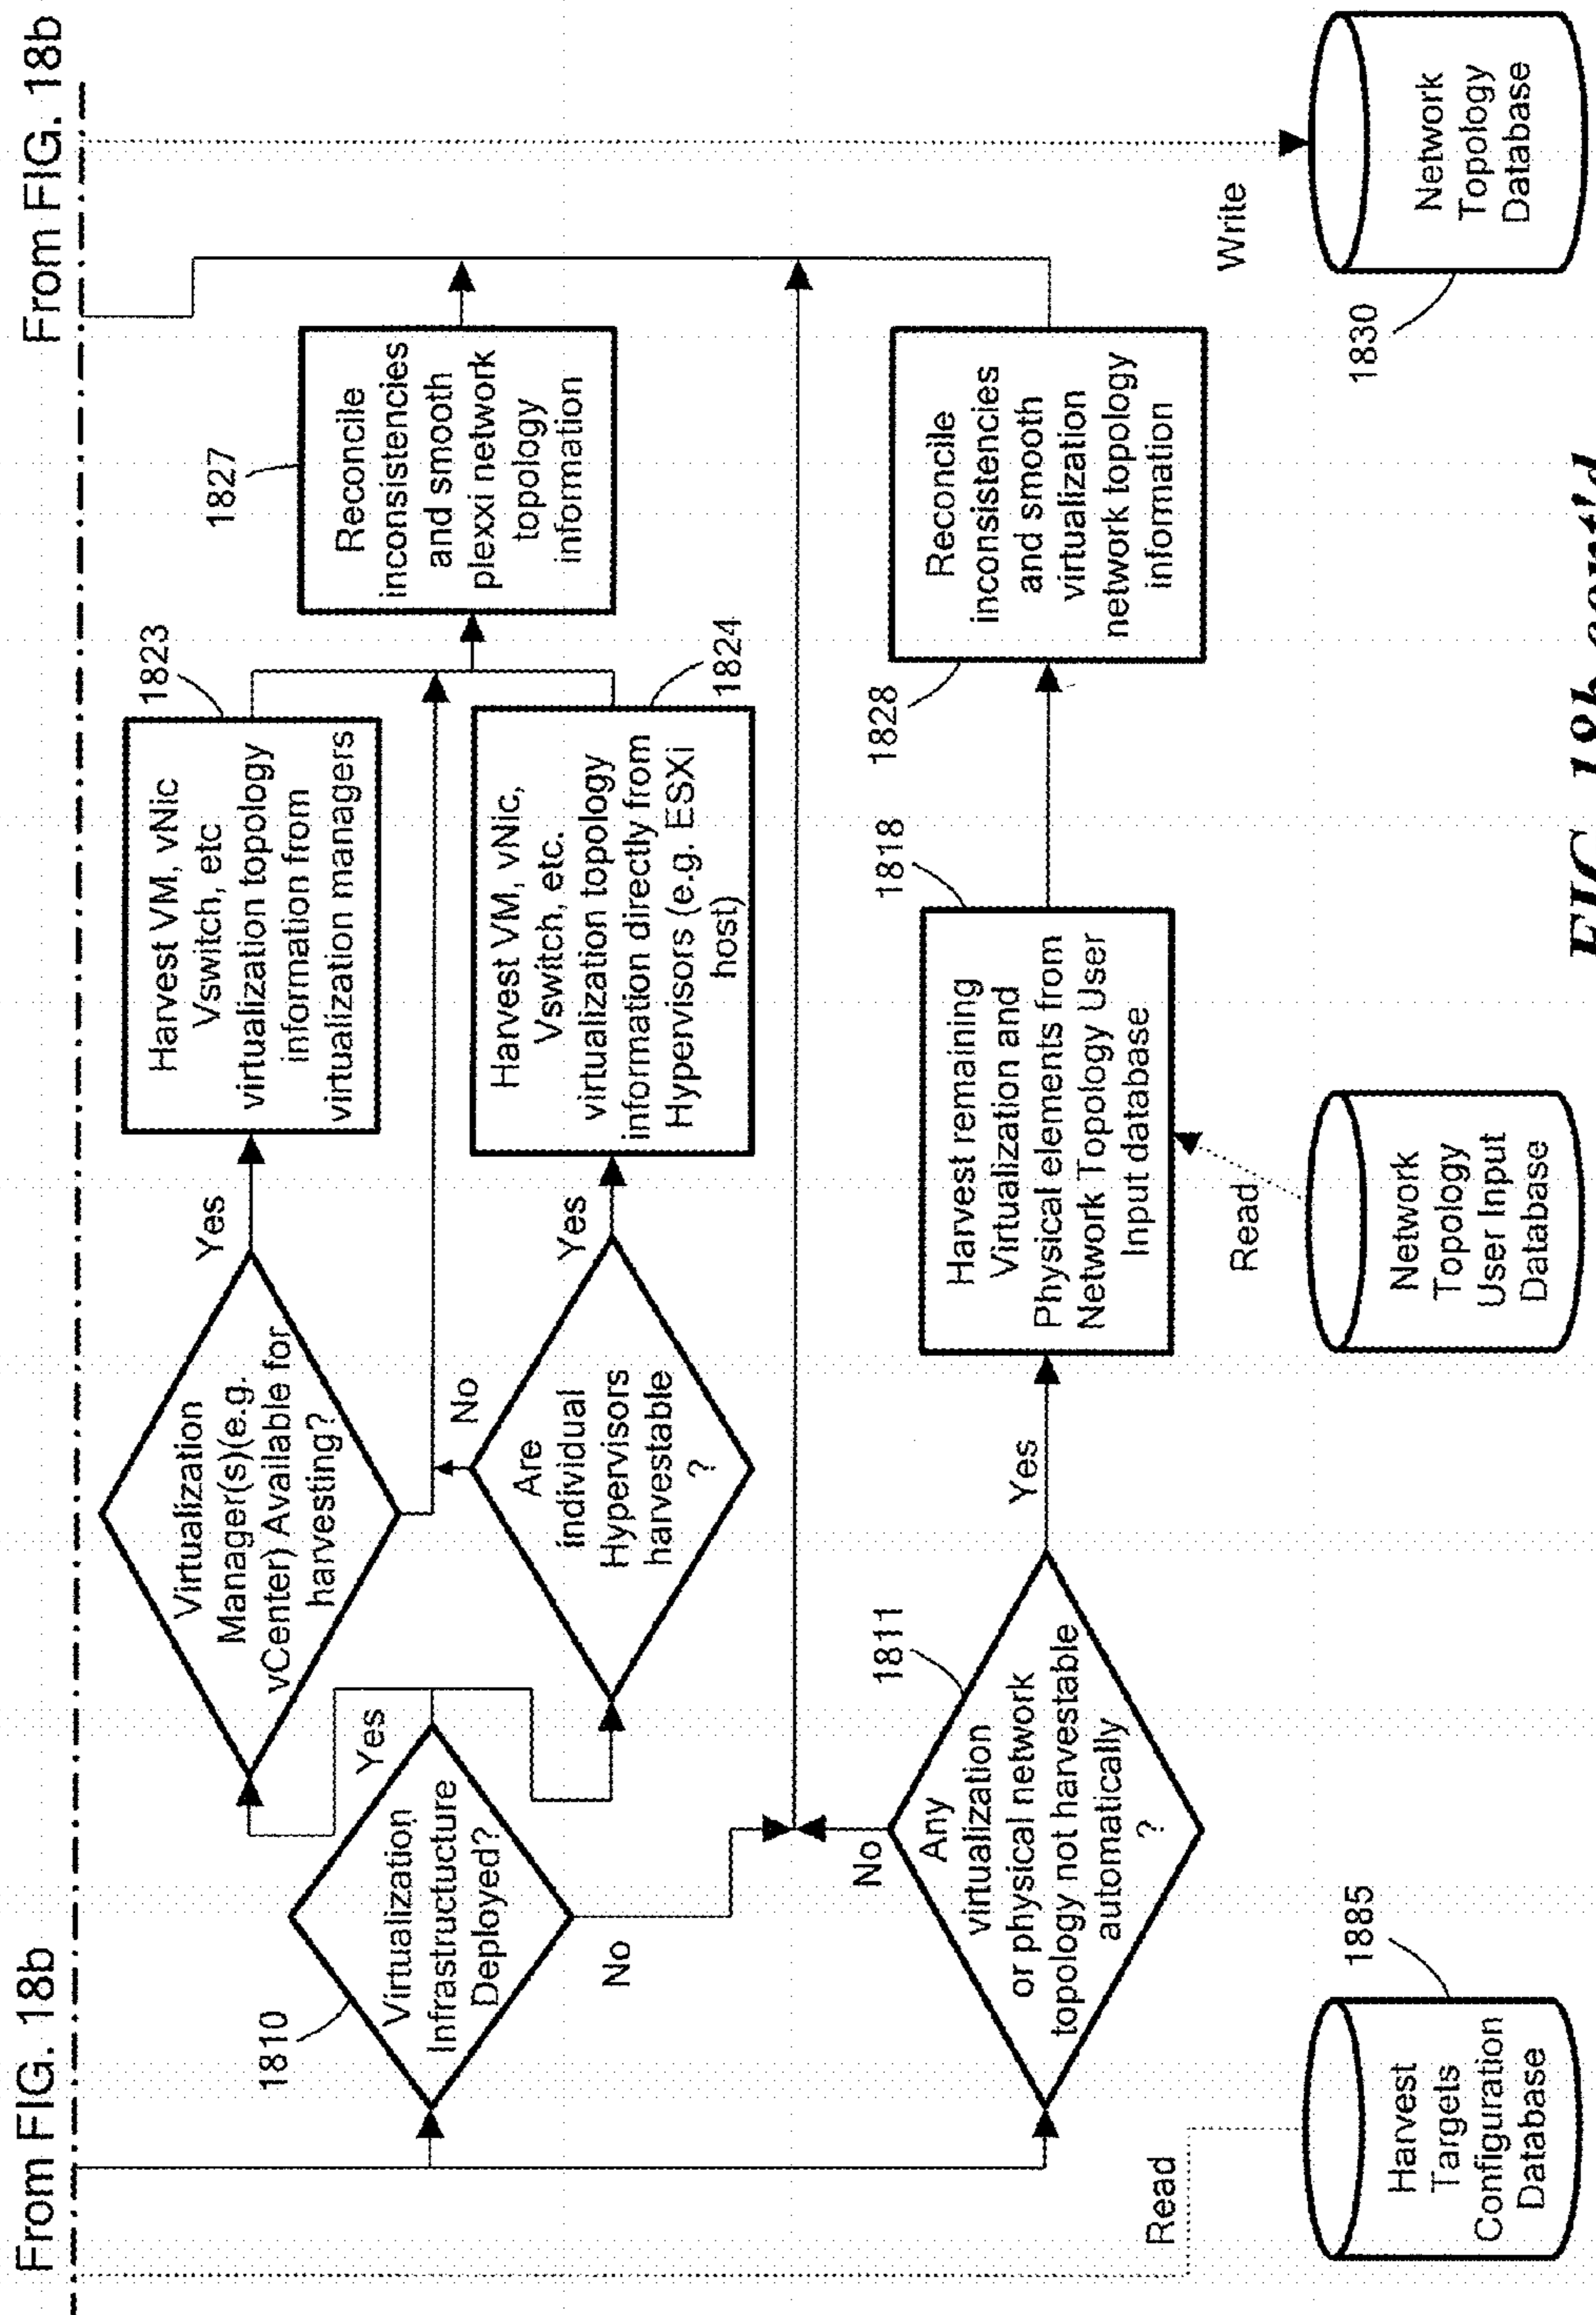 From FIG. 18b
From FIG. 18b
1810
Virtualization
Infrastructure
Deployed?
Yes
No
Virtualization
Manager(s)(e.g.
vCenter) Available for
harvesting?
Yes
1823
Harvest VM, vNic
Vswitch, etc
virtualization topology
information from
virtualization managers
Are
individual
Hypervisors
harvestable
?
No
Yes
1824
Harvest VM, vNic,
Vswitch, etc.
virtualization topology
information directly from
Hypervisors (e.g. ESXi
host)
1827
Reconcile
inconsistencies
and smooth
plexxi network
topology
information
1811
Any
virtualization
or physical network
topology not harvestable
automatically
?
No
Yes
1818
Harvest remaining
Virtualization and
Physical elements from
Network Topology User
Input database
1828
Reconcile
inconsistencies
and smooth
virtualization
network topology
information
Read
1885
Harvest
Targets
Configuration
Database
Read
Network
Topology
User Input
Database
Write
1830
Network
Topology
Database
FIG. 18b cont'd